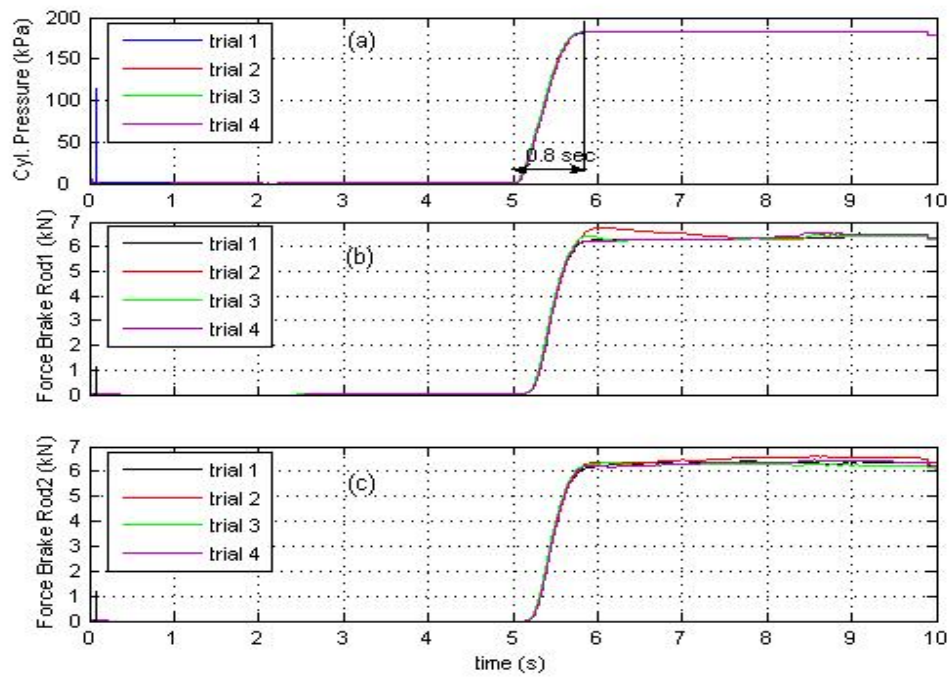 200
150
100
50
0
Cyl. Pressure (kPa)
trial 1
trial 2
trial 3
trial 4
(a)
0.8 sec
0 1 2 3 4 5 6 7 8 9 10
7
6
5
4
3
2
1
0
Force Brake Rod1 (kN)
trial 1
trial 2
trial 3
trial 4
(b)
0 1 2 3 4 5 6 7 8 9 10
7
6
5
4
3
2
1
0
Force Brake Rod2 (kN)
trial 1
trial 2
trial 3
trial 4
(c)
0 1 2 3 4 5 6 7 8 9 10
time (s)